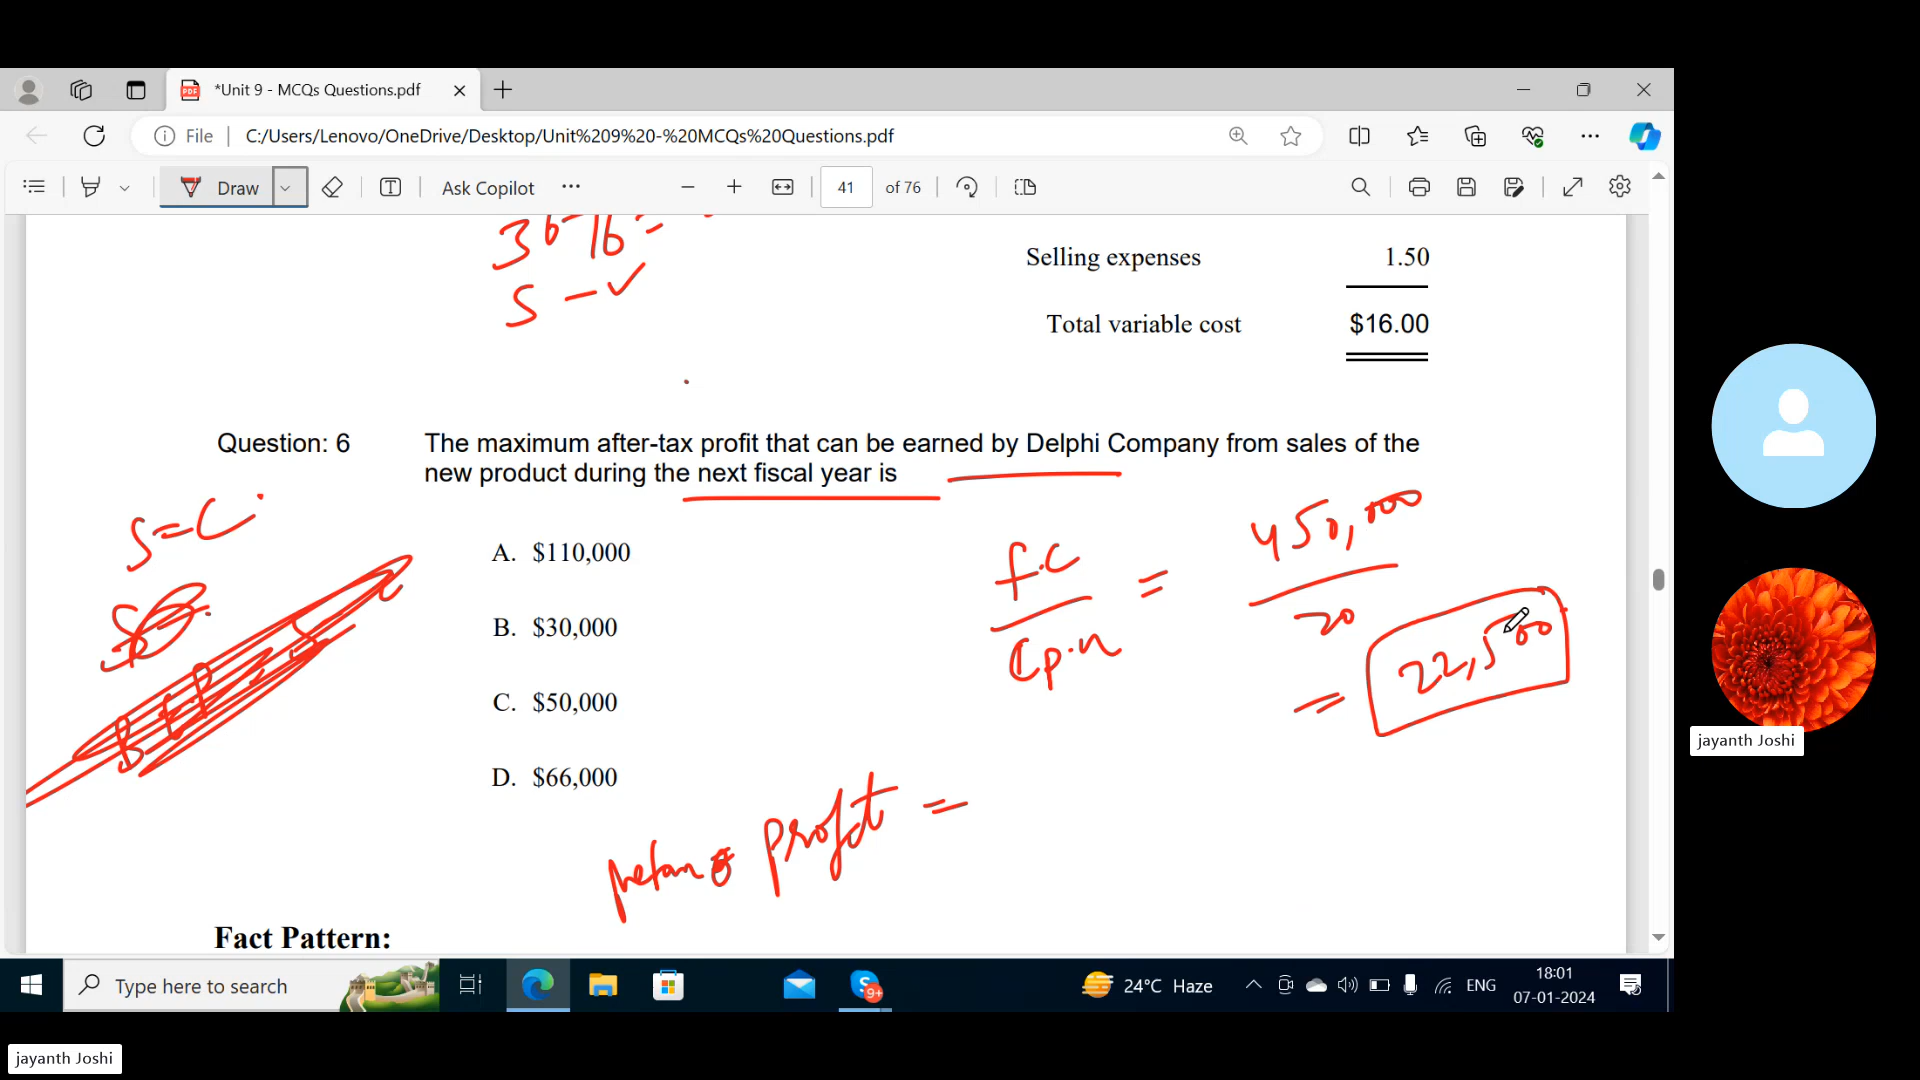 *Unit 9 - MCQs Questions.pdf
File C:/Users/Lenovo/OneDrive/Desktop/Unit%209%20-%20MCQs%20Questions.pdf
Draw Ask Copilot 41 of 76
36-16=
S -
Selling expenses 1.50
Total variable cost $16.00
Question: 6 The maximum after-tax profit that can be earned by Delphi Company from sales of the
new product during the next fiscal year is
S=C
A. $110,000
B. $30,000
C. $50,000
D. $66,000
f.C = 450,000
Cp.u 20
= 22,500
profit =
Fact Pattern:
jayanth Joshi
Type here to search
9+
24°C Haze
ENG
18:01
07-01-2024
jayanth Joshi